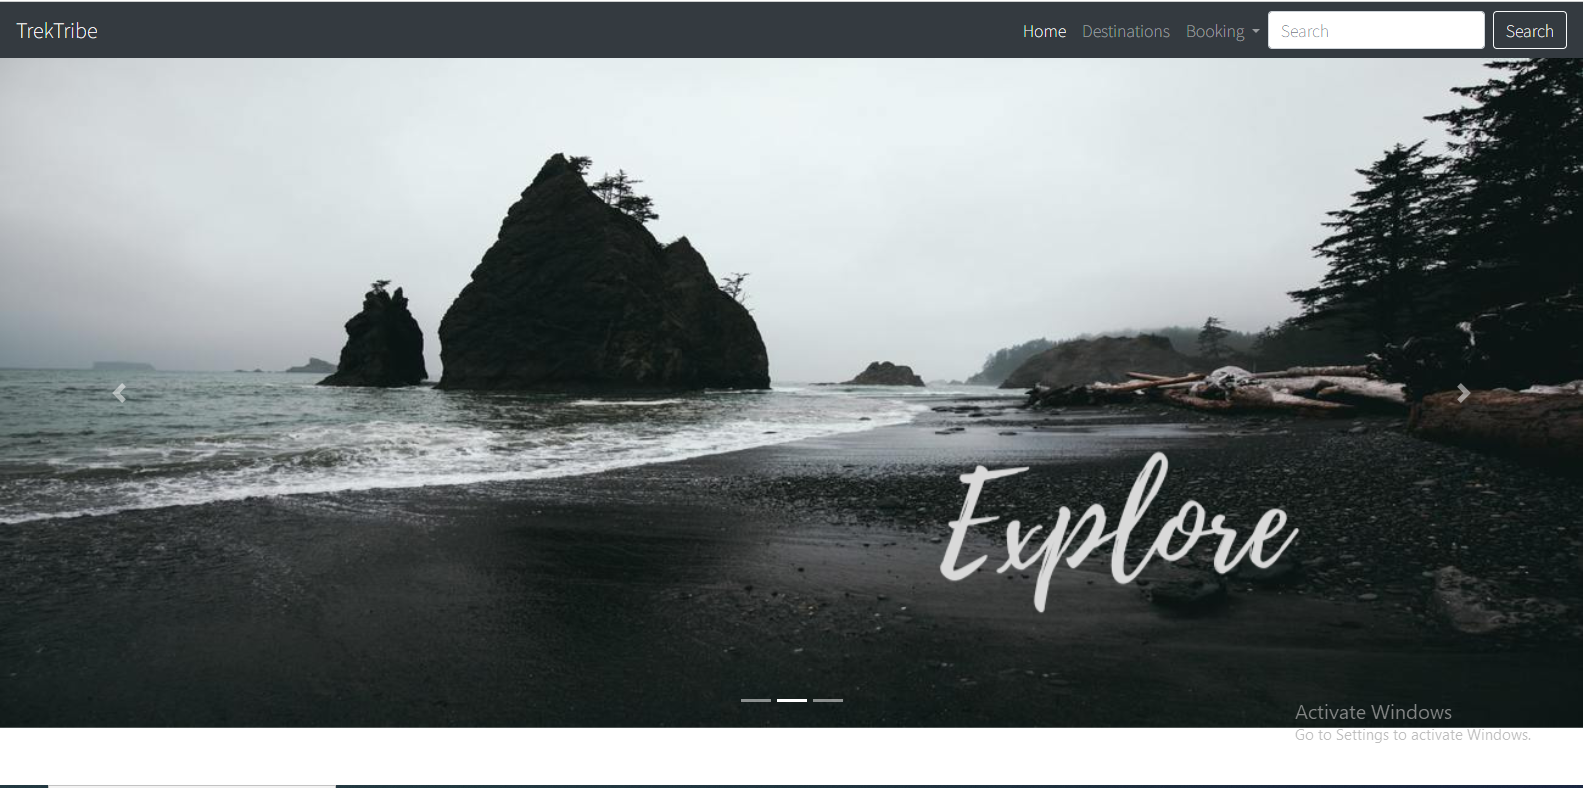 TrekTribe
Home Destinations Booking Search Search
Explore
Activate Windows
Go to Settings to activate Windows.